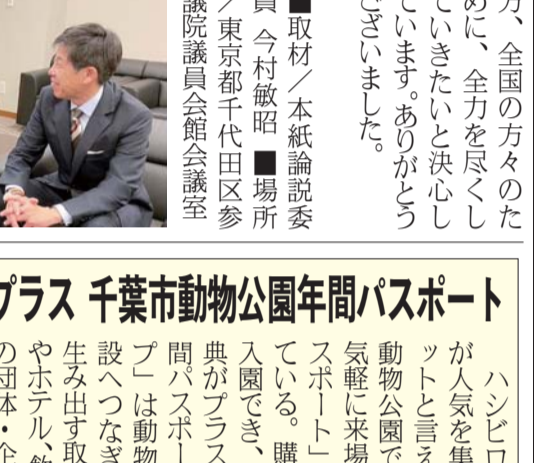 方、全国の方々のた
めに、全力を尽くし
ていきたいと決心し
ています。ありがとう
ございました。
■取材/本紙論説委
員 今村敏昭 ■場所
/東京都千代田区参
議院議員会館会議室
プラス 千葉市動物公園年間パスポート
ハシビロ
が人気を集
ットと言え
動物公園で
気軽に来場
スポート」
ている。購
入園でき、
典がプラス
間パスポー
プ」は動物
設へつなぎ
生み出す取
やホテル、飲
の団体・企